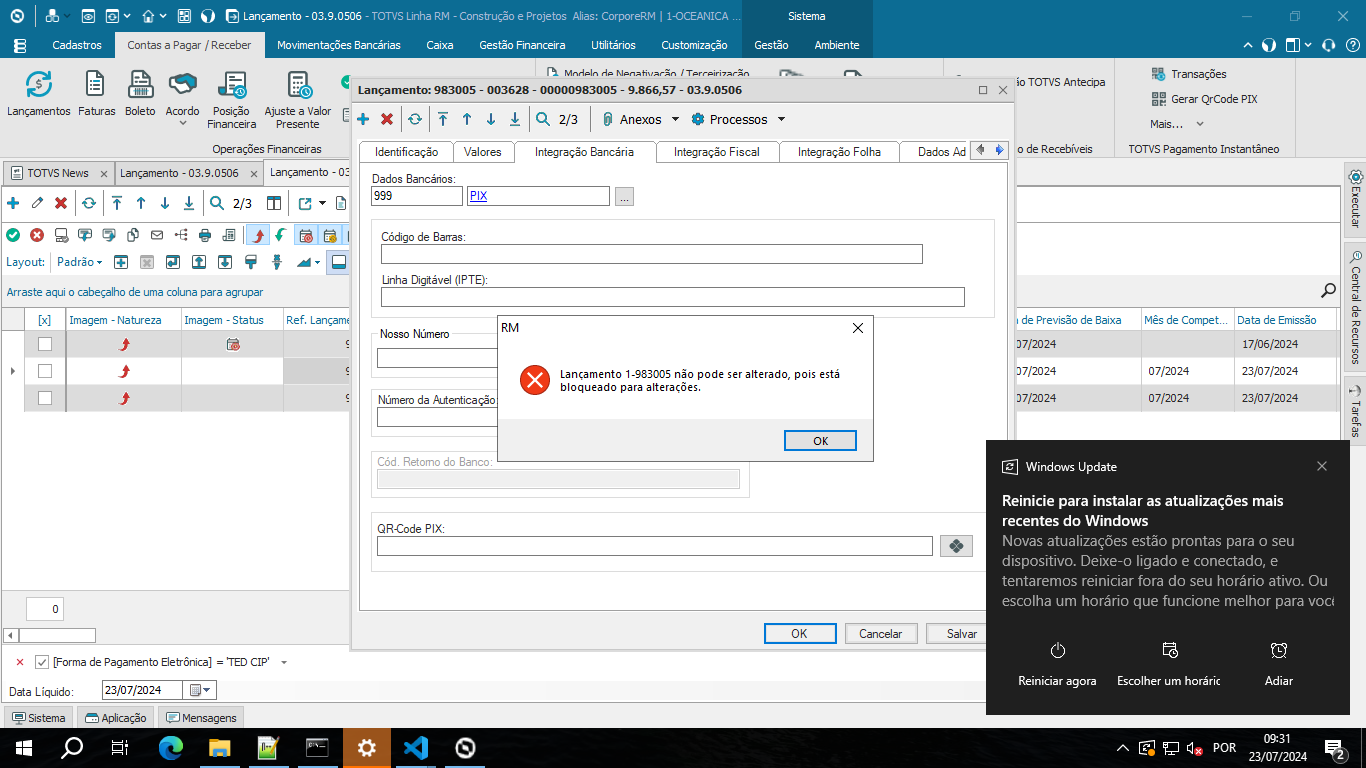 Lançamento - 03.9.0506 - TOTVS Linha RM - Construção e Projetos Alias: CorporeRM | 1-OCEANICA ...
Sistema
Cadastros
Contas a Pagar / Receber
Movimentações Bancárias
Caixa
Gestão Financeira
Utilitários
Customização
Gestão
Ambiente
Lançamentos
Faturas
Boleto
Acordo
Posição
Financeira
Ajuste a Valor
Presente
Operações Financeiras
Modelo de Negativação / Terceirização
ão TOTVS Antecipa
o de Recebíveis
Transações
Gerar QrCode PIX
Mais...
TOTVS Pagamento Instantâneo
TOTVS News
Lançamento - 03.9.0506
Lançamento - 03
2/3
Layout:
Padrão
Arraste aqui o cabeçalho de uma coluna para agrupar
[x]
Imagem - Natureza
Imagem - Status
Ref. Lançame
a de Previsão de Baixa
Mês de Compet...
Data de Emissão
9
07/2024
17/06/2024
9
07/2024
07/2024
23/07/2024
9
07/2024
07/2024
23/07/2024
Executar
Central de Recursos
Tarefas
Lançamento: 983005 - 003628 - 00000983005 - 9.866,57 - 03.9.0506
2/3
Anexos
Processos
Identificação
Valores
Integração Bancária
Integração Fiscal
Integração Folha
Dados Ad
Dados Bancários:
999
PIX
...
Código de Barras:
Linha Digitável (IPTE):
Nosso Número
Número da Autenticação:
Cód. Retorno do Banco:
QR-Code PIX:
OK
Cancelar
Salvar
RM
Lançamento 1-983005 não pode ser alterado, pois está
bloqueado para alterações.
OK
Windows Update
Reinicie para instalar as atualizações mais
recentes do Windows
Novas atualizações estão prontas para o seu
dispositivo. Deixe-o ligado e conectado, e
tentaremos reiniciar fora do seu horário ativo. Ou
escolha um horário que funcione melhor para você
Reiniciar agora
Escolher um horário
Adiar
0
[Forma de Pagamento Eletrônica] = 'TED CIP'
Data Líquido:
23/07/2024
Sistema
Aplicação
Mensagens
POR
09:31
23/07/2024
2